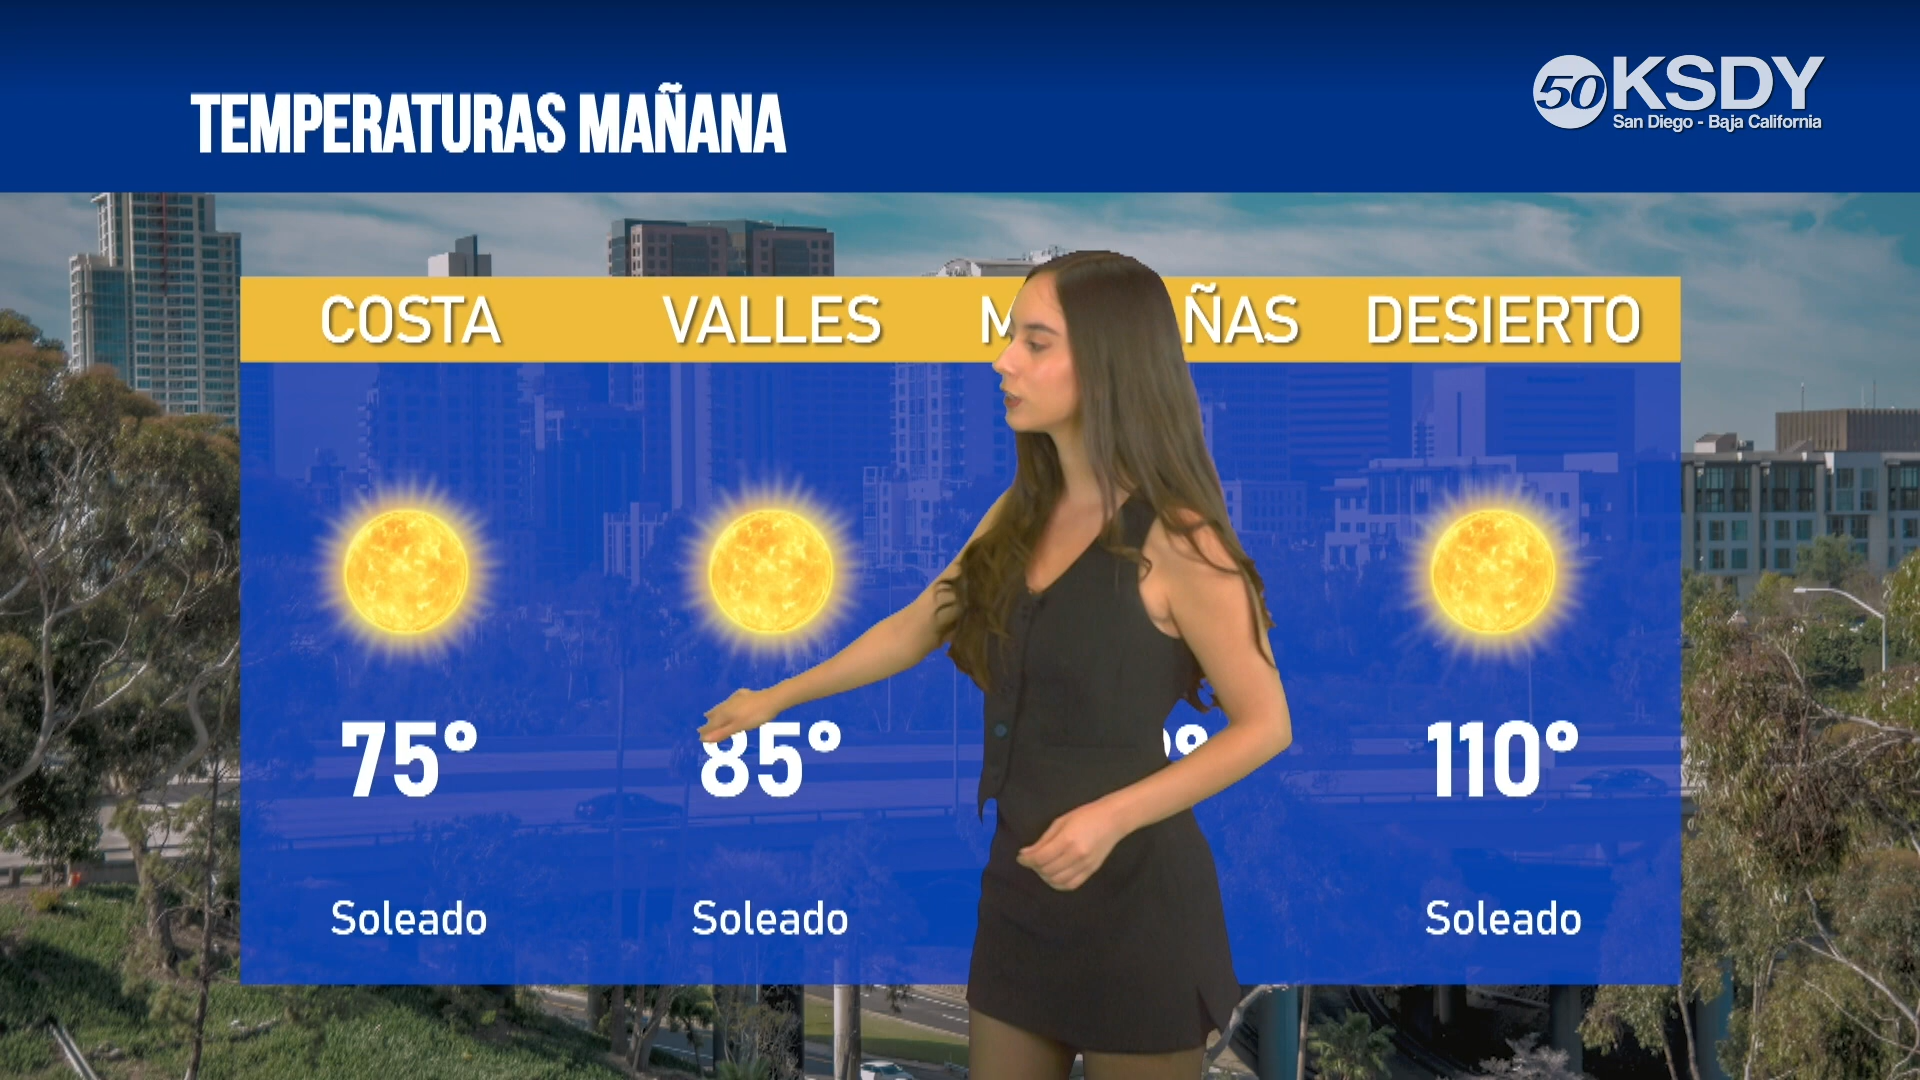 TEMPERATURAS MAÑANA
50 KSDY
San Diego - Baja California
COSTA VALLES DESIERTO
75° 85° 110°
Soleado Soleado Soleado